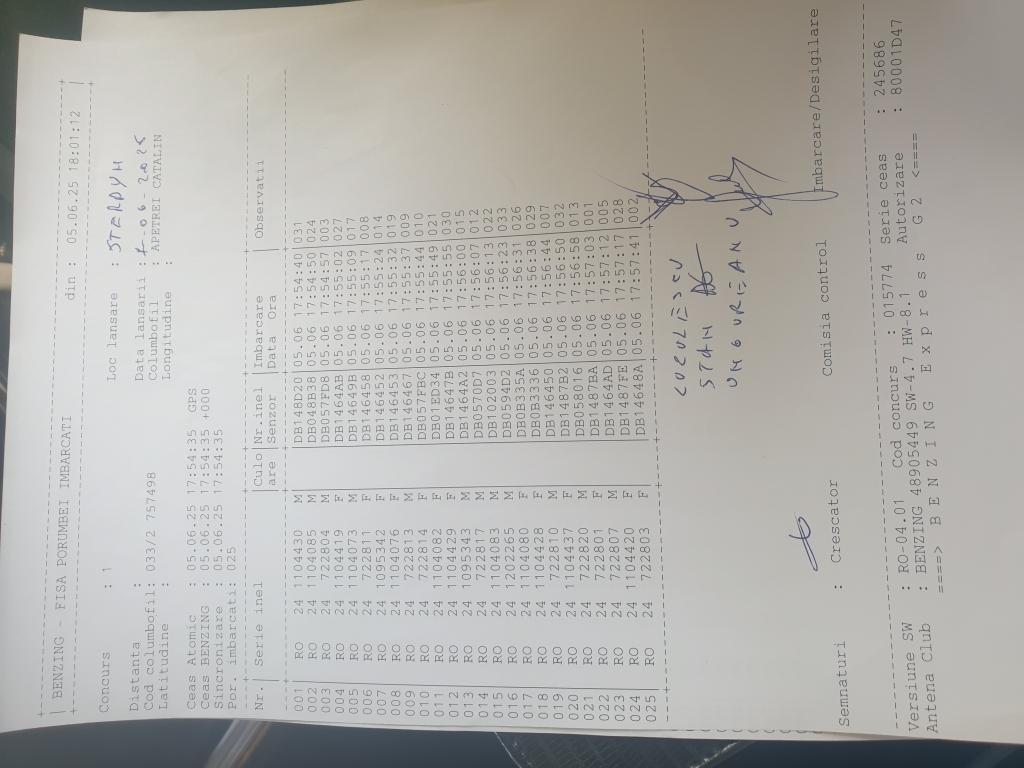 BENZING - FISA PORUMBEI IMBARCATI din : 05.06.25 18:01:12
Concurs : 1 Loc lansare :
Distanta : Data lansarii :
Cod columbofil: 033/2 757498 Columbofil : APETREI CATALIN
Latitudine : Longitudine :
Ceas Atomic : 05.06.25 17:54:35 GPS
Ceas BENZING : 05.06.25 17:54:35 +000
Sincronizare : 05.06.25 17:54:35
Por. imbarcati: 025
Nr. Serie inel Culo Nr.inel Imbarcare Observatii
are Senzor Data Ora
001 RO 24 1104430 M DB148D20 05.06 17:54:40 031
002 RO 24 1104085 M DB048B38 05.06 17:54:50 024
003 RO 24 722804 M DB057FD8 05.06 17:54:57 003
004 RO 24 1104419 F DB1464AB 05.06 17:55:02 027
005 RO 24 1104073 M DB14649B 05.06 17:55:09 017
006 RO 24 722811 F DB146458 05.06 17:55:17 008
007 RO 24 1095342 F DB146452 05.06 17:55:24 014
008 RO 24 1104076 F DB146453 05.06 17:55:31 019
009 RO 24 722813 M DB146467 05.06 17:55:37 009
010 RO 24 722814 F DB057FBC 05.06 17:55:44 010
011 RO 24 1104082 F DB01ED34 05.06 17:55:49 021
012 RO 24 1104429 F DB14647B 05.06 17:55:55 030
013 RO 24 1095343 M DB1464A2 05.06 17:56:00 015
014 RO 24 722817 M DB0570D7 05.06 17:56:07 012
015 RO 24 1104083 M DB102003 05.06 17:56:13 022
016 RO 24 1202265 M DB0594D2 05.06 17:56:23 033
017 RO 24 1104080 F DB0B335A 05.06 17:56:31 026
018 RO 24 1104428 F DB0B3336 05.06 17:56:38 029
019 RO 24 722810 M DB146450 05.06 17:56:44 007
020 RO 24 1104437 F DB1487B2 05.06 17:56:50 032
021 RO 24 722820 M DB058016 05.06 17:56:58 013
022 RO 24 722801 F DB1487BA 05.06 17:57:03 001
023 RO 24 722807 M DB1464AD 05.06 17:57:12 005
024 RO 24 1104420 F DB1487FE 05.06 17:57:17 028
025 RO 24 722803 F DB14648A 05.06 17:57:41 002
STAN
UNGUREANU
Semnaturi : Crescator Comisia control Imbarcare/Desigilare
Versiune SW : RO-04.01 Cod concurs : 015774 Serie ceas : 245686
Antena Club : BENZING 48905449 SW-4.7 HW-8.1 Autorizare : 80001D47
====> B E N Z I N G E x p r e s s G 2 <====